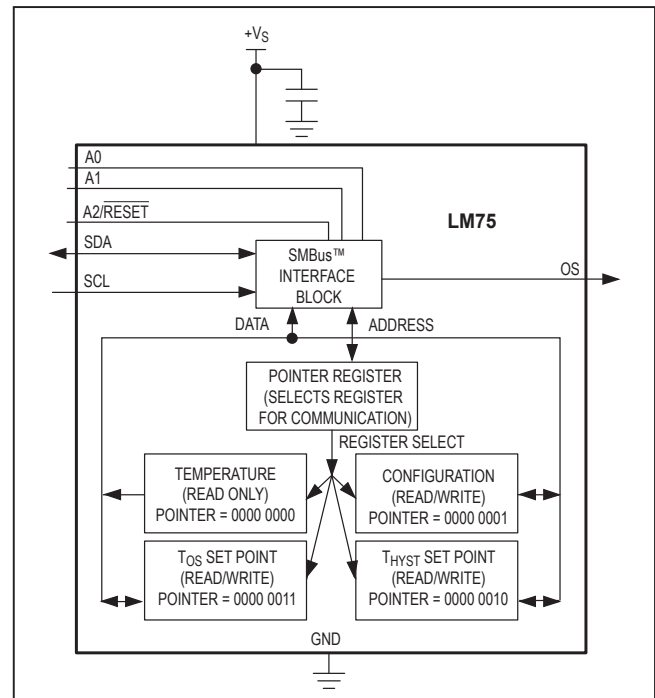 +VS
A0
A1
A2/RESET
LM75
SDA
SMBus™
INTERFACE
BLOCK
OS
SCL
DATA
ADDRESS
POINTER REGISTER
(SELECTS REGISTER
FOR COMMUNICATION)
REGISTER SELECT
TEMPERATURE
(READ ONLY)
POINTER = 0000 0000
CONFIGURATION
(READ/WRITE)
POINTER = 0000 0001
TOS SET POINT
(READ/WRITE)
POINTER = 0000 0011
THYST SET POINT
(READ/WRITE)
POINTER = 0000 0010
GND